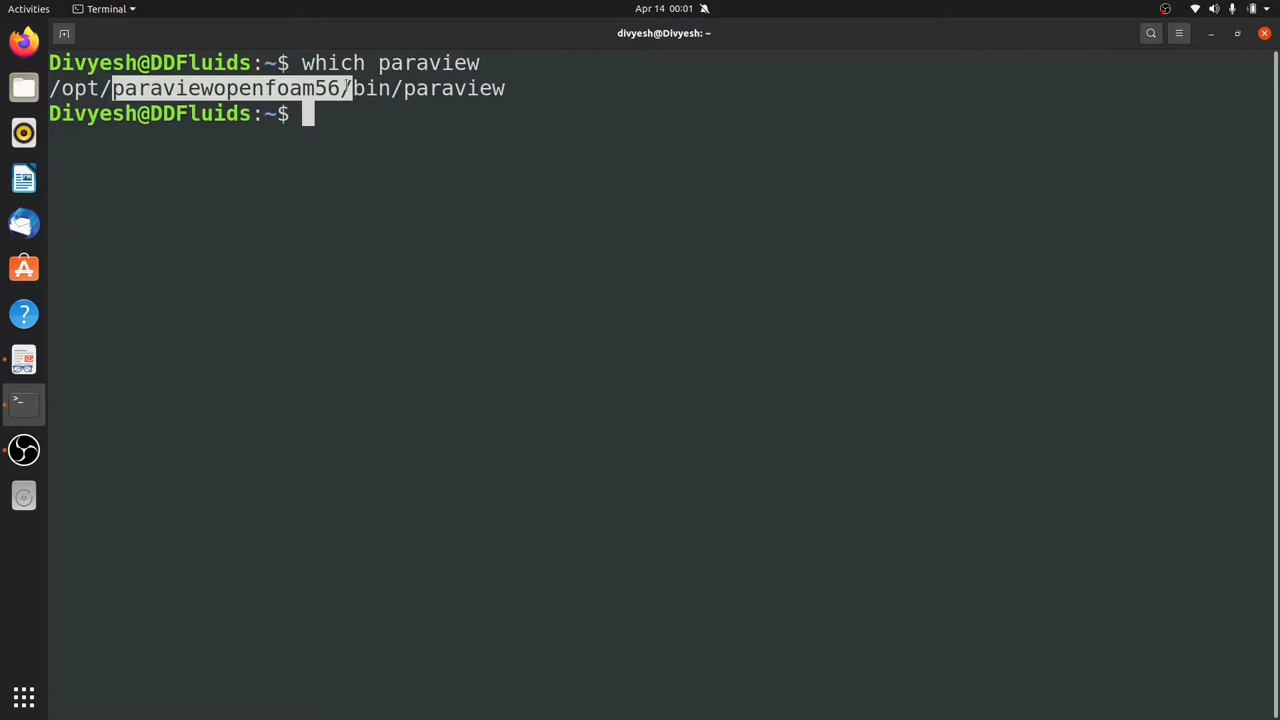 Activities Terminal Apr 14 00:01
divyesh@Divyesh: ~
Divyesh@DDFluids:~$ which paraview
/opt/paraviewopenfoam56/bin/paraview
Divyesh@DDFluids:~$